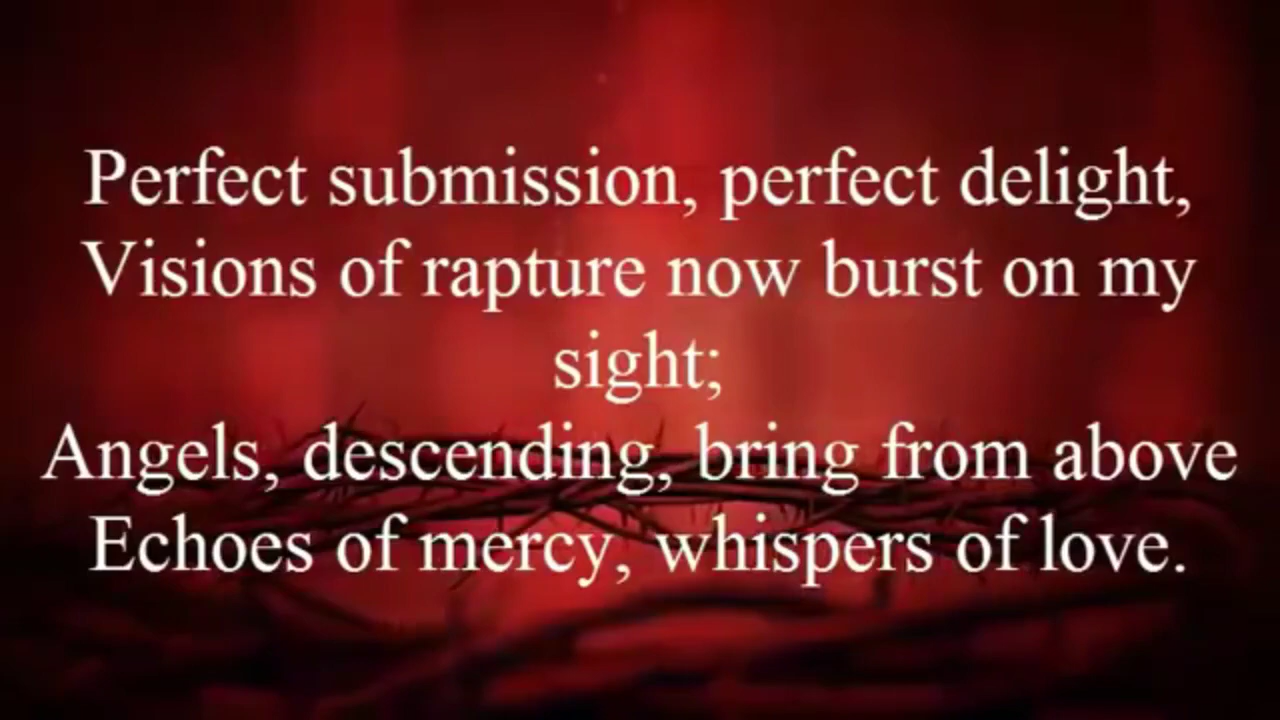 Perfect submission, perfect delight,
Visions of rapture now burst on my
sight;
Angels, descending, bring from above
Echoes of mercy, whispers of love.